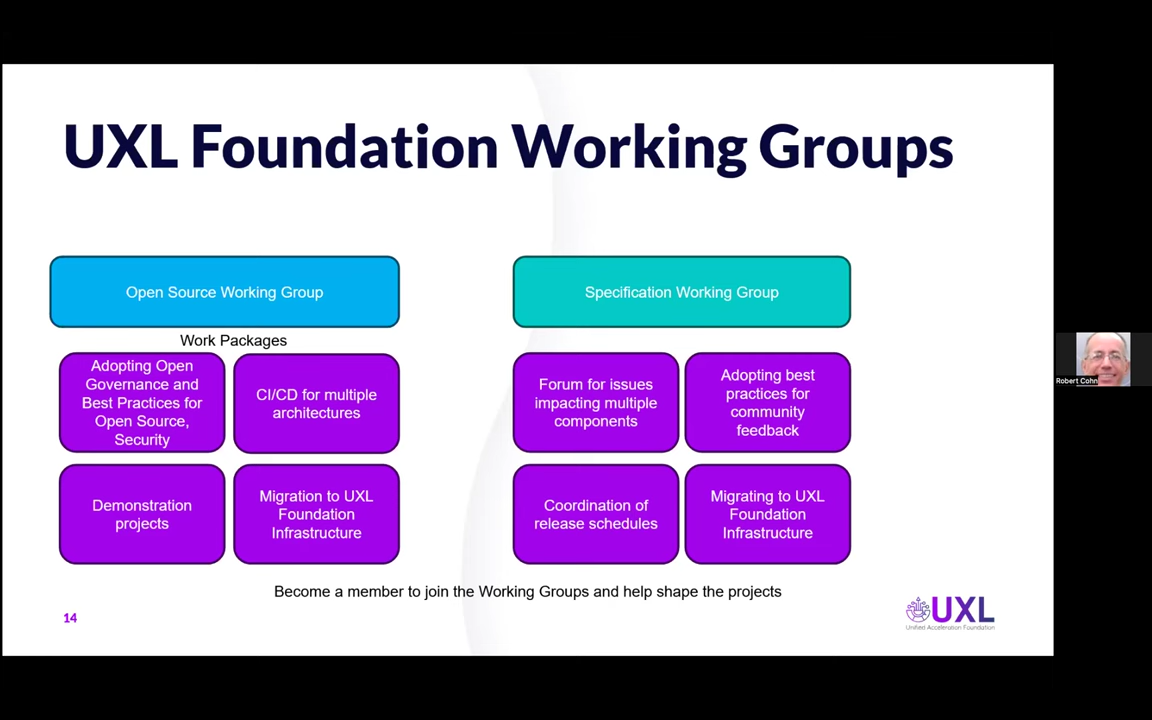 UXL Foundation Working Groups
Open Source Working Group
Work Packages
Adopting Open
Governance and
Best Practices for
Open Source,
Security
CI/CD for multiple
architectures
Demonstration
projects
Migration to UXL
Foundation
Infrastructure
Specification Working Group
Forum for issues
impacting multiple
components
Adopting best
practices for
community
feedback
Coordination of
release schedules
Migrating to UXL
Foundation
Infrastructure
Become a member to join the Working Groups and help shape the projects
14
UXL
Unified Acceleration Foundation
Robert Cohn